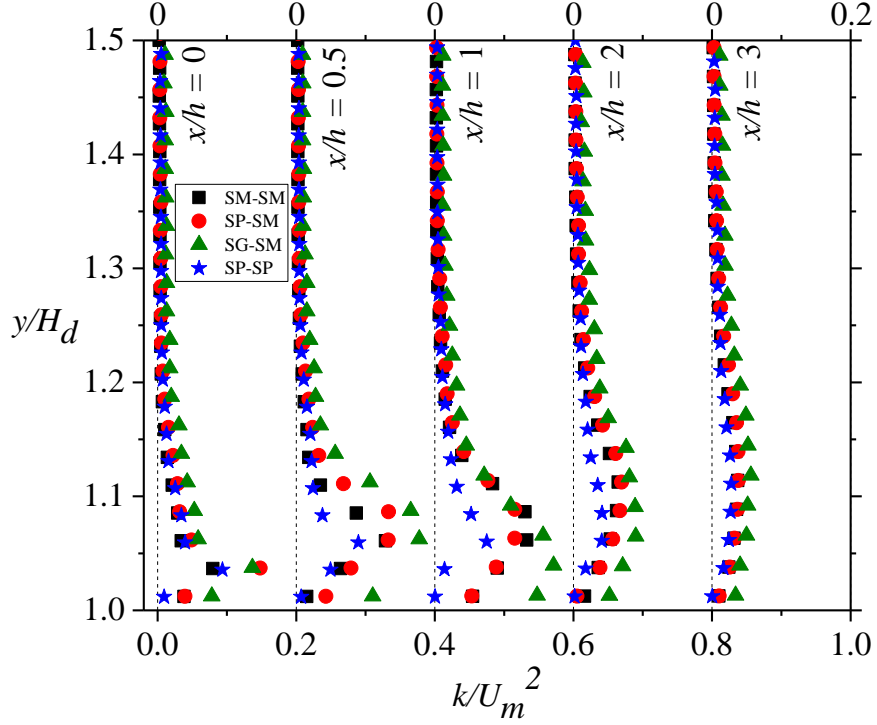 0 0 0 0 0 0.2
1.5
x/h = 0
x/h = 0.5
x/h = 1
x/h = 2
x/h = 3
1.4
SM-SM
SP-SM
SG-SM
SP-SP
1.3
y/H_d
1.2
1.1
1.0
0.0 0.2 0.4 0.6 0.8 1.0
k/U_m^2